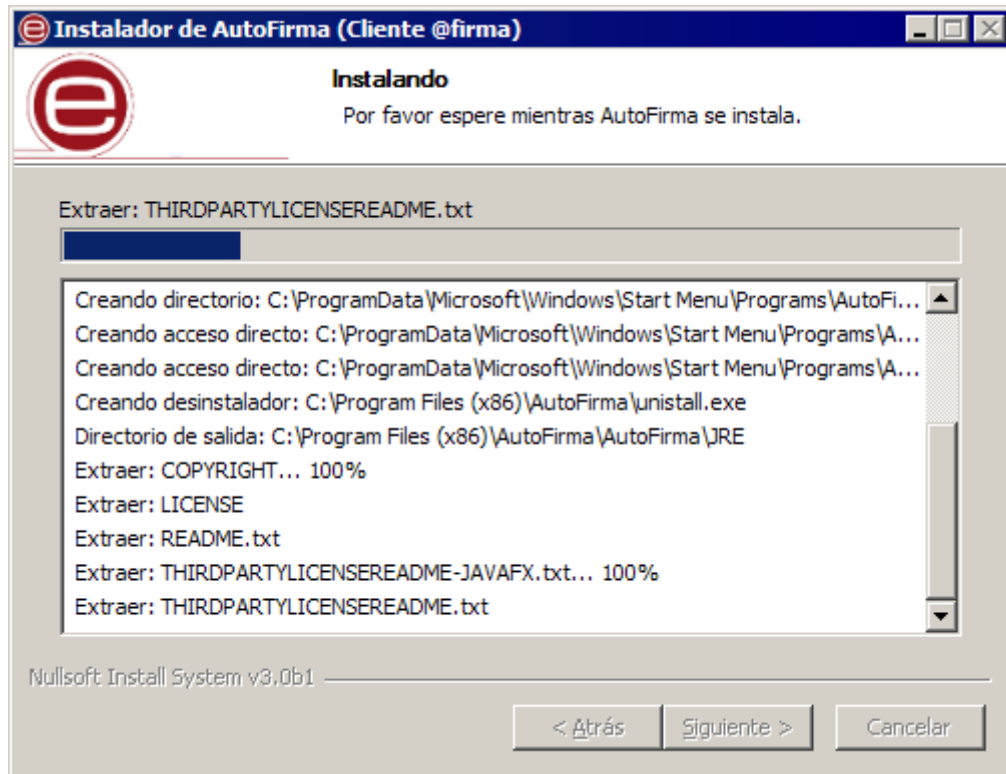 Instalador de AutoFirma (Cliente @firma)
Instalando
Por favor espere mientras AutoFirma se instala.
Extraer: THIRDPARTYLICENSEREADME.txt
Creando directorio: C:\ProgramData\Microsoft\Windows\Start Menu\Programs\AutoFi...
Creando acceso directo: C:\ProgramData\Microsoft\Windows\Start Menu\Programs\A...
Creando acceso directo: C:\ProgramData\Microsoft\Windows\Start Menu\Programs\A...
Creando desinstalador: C:\Program Files (x86)\AutoFirma\unistall.exe
Directorio de salida: C:\Program Files (x86)\AutoFirma\AutoFirma\JRE
Extraer: COPYRIGHT... 100%
Extraer: LICENSE
Extraer: README.txt
Extraer: THIRDPARTYLICENSEREADME-JAVAFX.txt... 100%
Extraer: THIRDPARTYLICENSEREADME.txt
Nullsoft Install System v3.0b1
< Atrás
Siguiente >
Cancelar